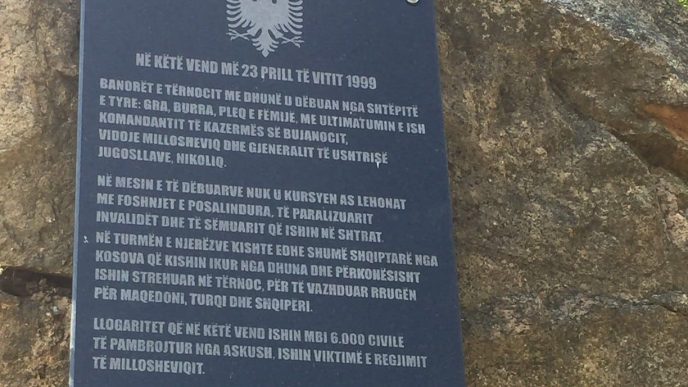 NË KËTË VEND MË 23 PRILL TË VITIT 1999
BANORËT E TËRNOCIT ME DHUNË U DËBUAN NGA SHTËPITË
E TYRE: GRA, BURRA, PLEQ E FËMIJË, ME ULTIMATUMIN E ISH
KOMANDANTIT TË KAZERMËS SË BUJANOCIT,
VIDOJE MILLOSHEVIQ DHE GJENERALIT TË USHTRISË
JUGOSLLAVE, NIKOLIQ.
NË MESIN E TË DËBUARVE NUK U KURSYEN AS LEHONAT
ME FOSHNJET E POSALINDURA, TË PARALIZUARIT
INVALIDËT DHE TË SËMUARIT QË ISHIN NË SHTRAT.
NË TURMËN E NJERËZVE KISHTE EDHE SHUMË SHQIPTARË NGA
KOSOVA QË KISHIN IKUR NGA DHUNA DHE PËRKOHËSISHT
ISHIN STREHUAR NË TËRNOC, PËR TË VAZHDUAR RRUGËN
PËR MAQEDONI, TURQI DHE SHQIPERI.
LLOGARITET QË NË KËTË VEND ISHIN MBI 6.000 CIVILE
TË PAMBROJTUR NGA ASKUSH. ISHIN VIKTIMË E REGJIMIT
TË MILLOSHEVIQIT.